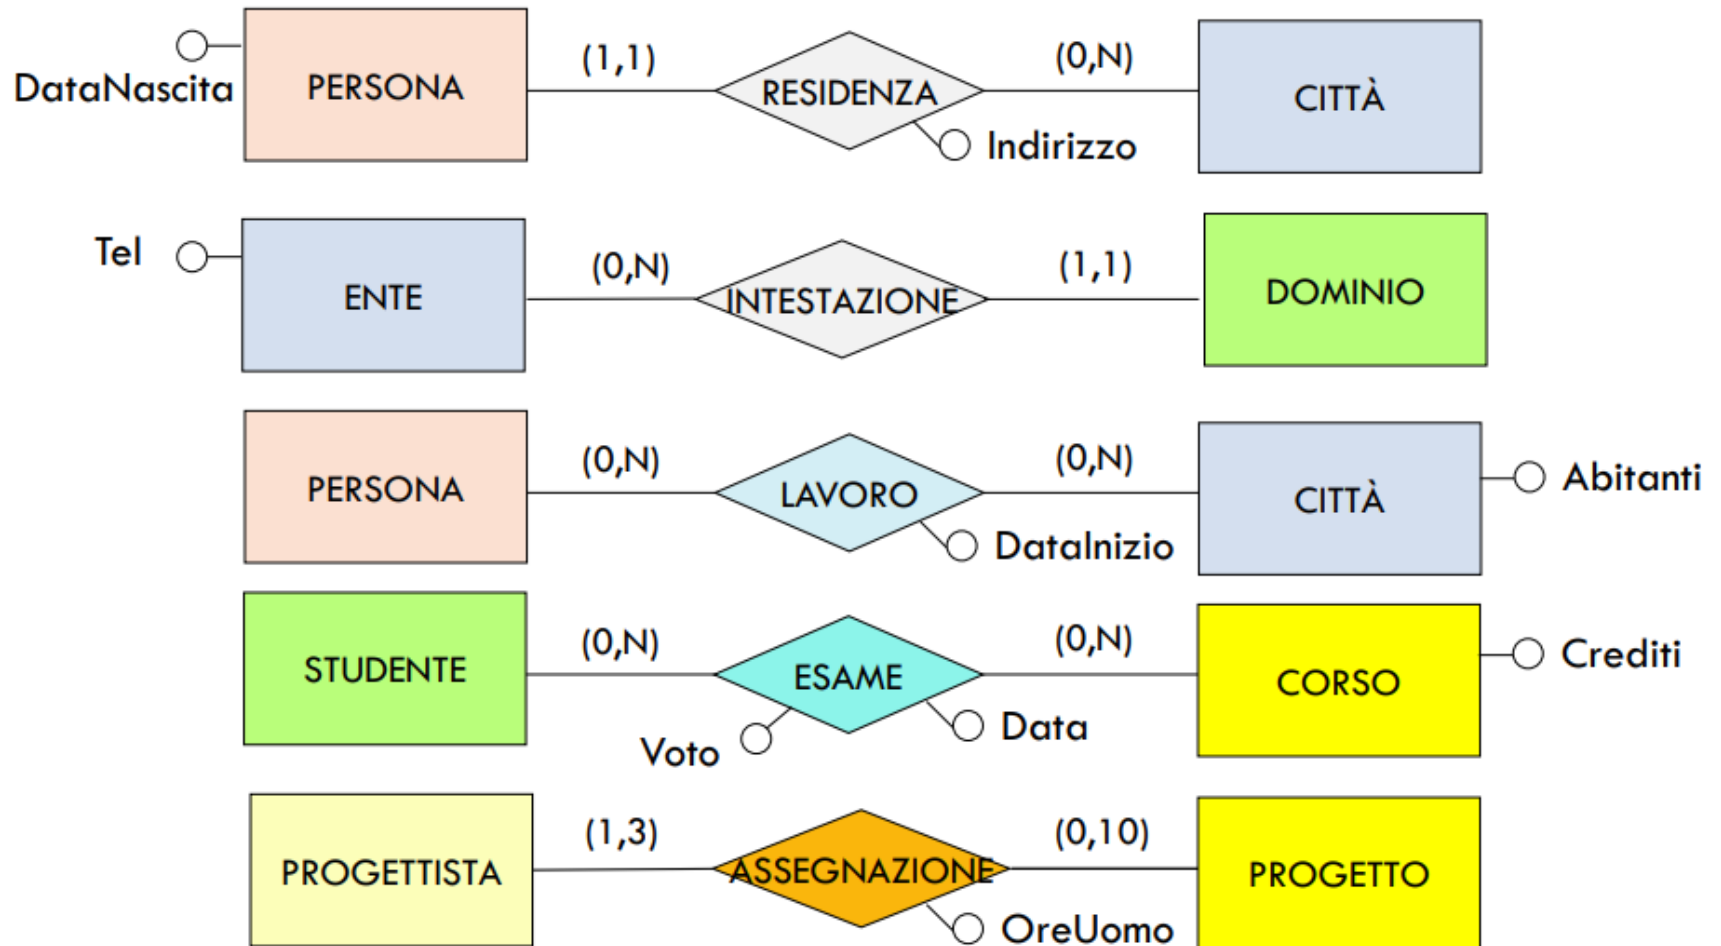 DataNascita
PERSONA
(1,1)
RESIDENZA
Indirizzo
(0,N)
CITTÀ
Tel
ENTE
(0,N)
INTESTAZIONE
(1,1)
DOMINIO
PERSONA
(0,N)
LAVORO
DataInizio
(0,N)
CITTÀ
Abitanti
STUDENTE
(0,N)
ESAME
Voto
Data
(0,N)
CORSO
Crediti
PROGETTISTA
(1,3)
ASSEGNAZIONE
OreUomo
(0,10)
PROGETTO